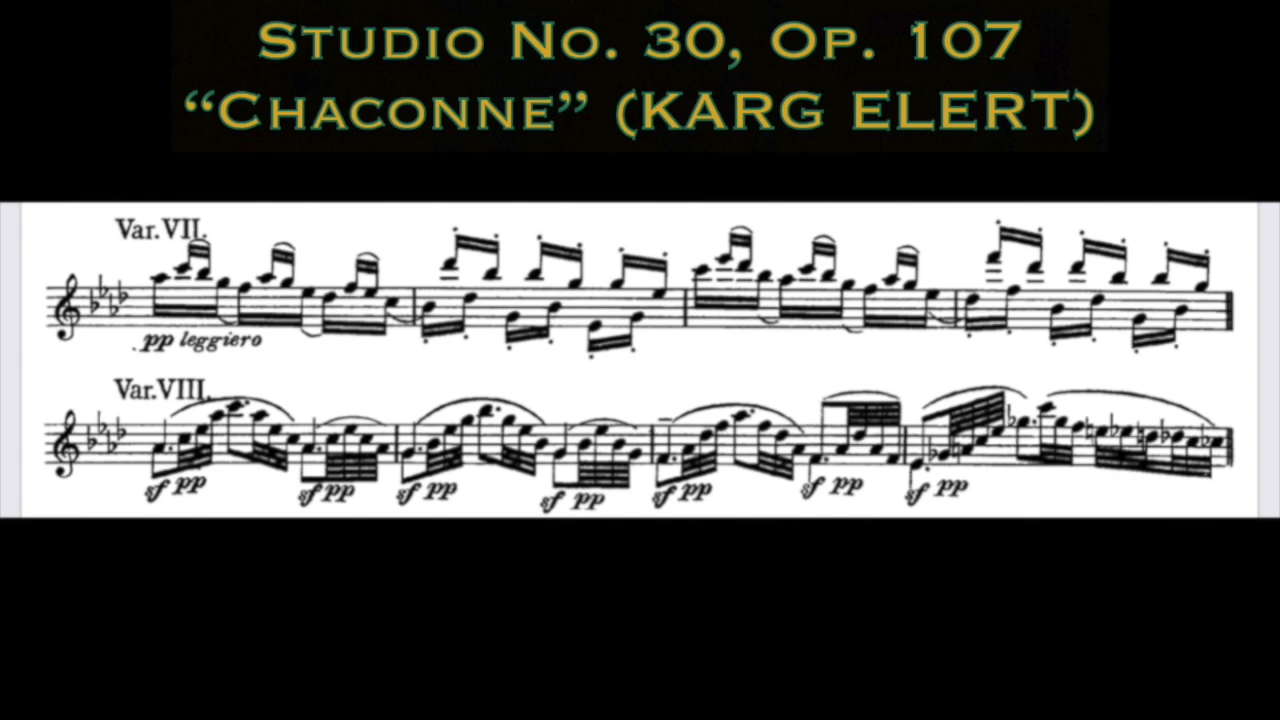 STUDIO NO. 30, OP. 107
“CHACONNE” (KARG ELERT)
Var.VII.
pp leggiero
Var.VIII.
sf pp sf pp sf pp sf pp sf pp sf pp sf pp